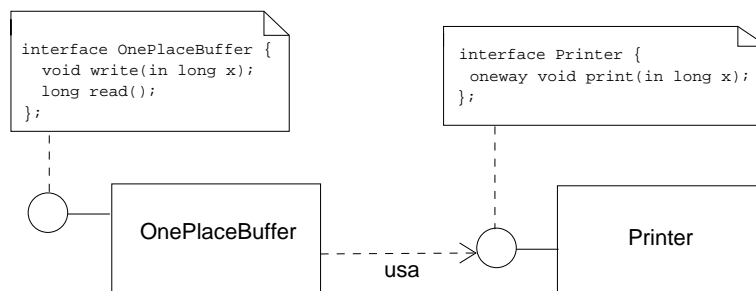 interface OnePlaceBuffer {
void write(in long x);
long read();
};
interface Printer {
oneway void print(in long x);
};
OnePlaceBuffer
usa
Printer